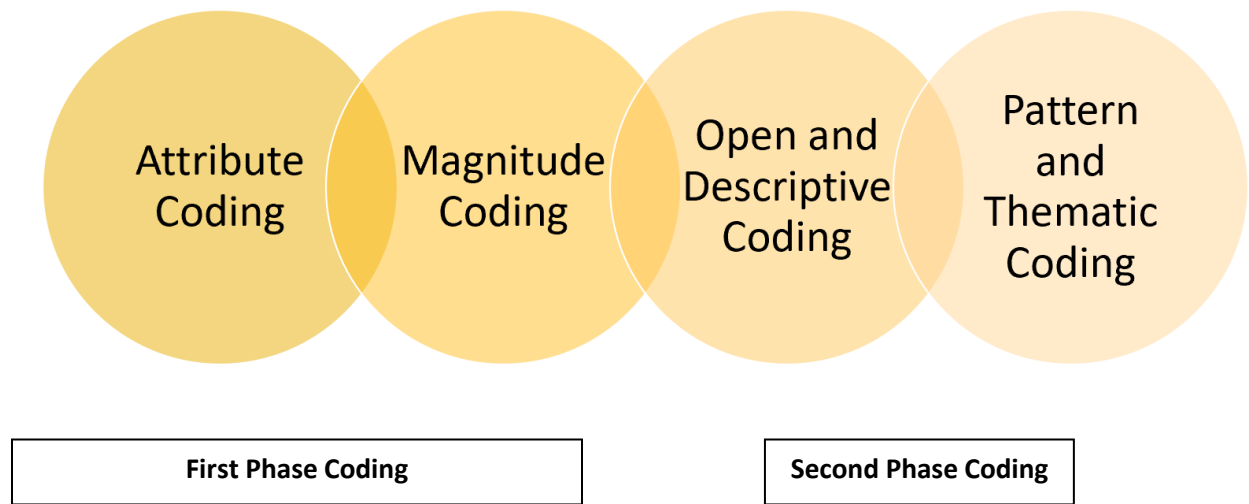 Attribute
Coding
Magnitude
Coding
Open and
Descriptive
Coding
Pattern
and
Thematic
Coding
First Phase Coding
Second Phase Coding